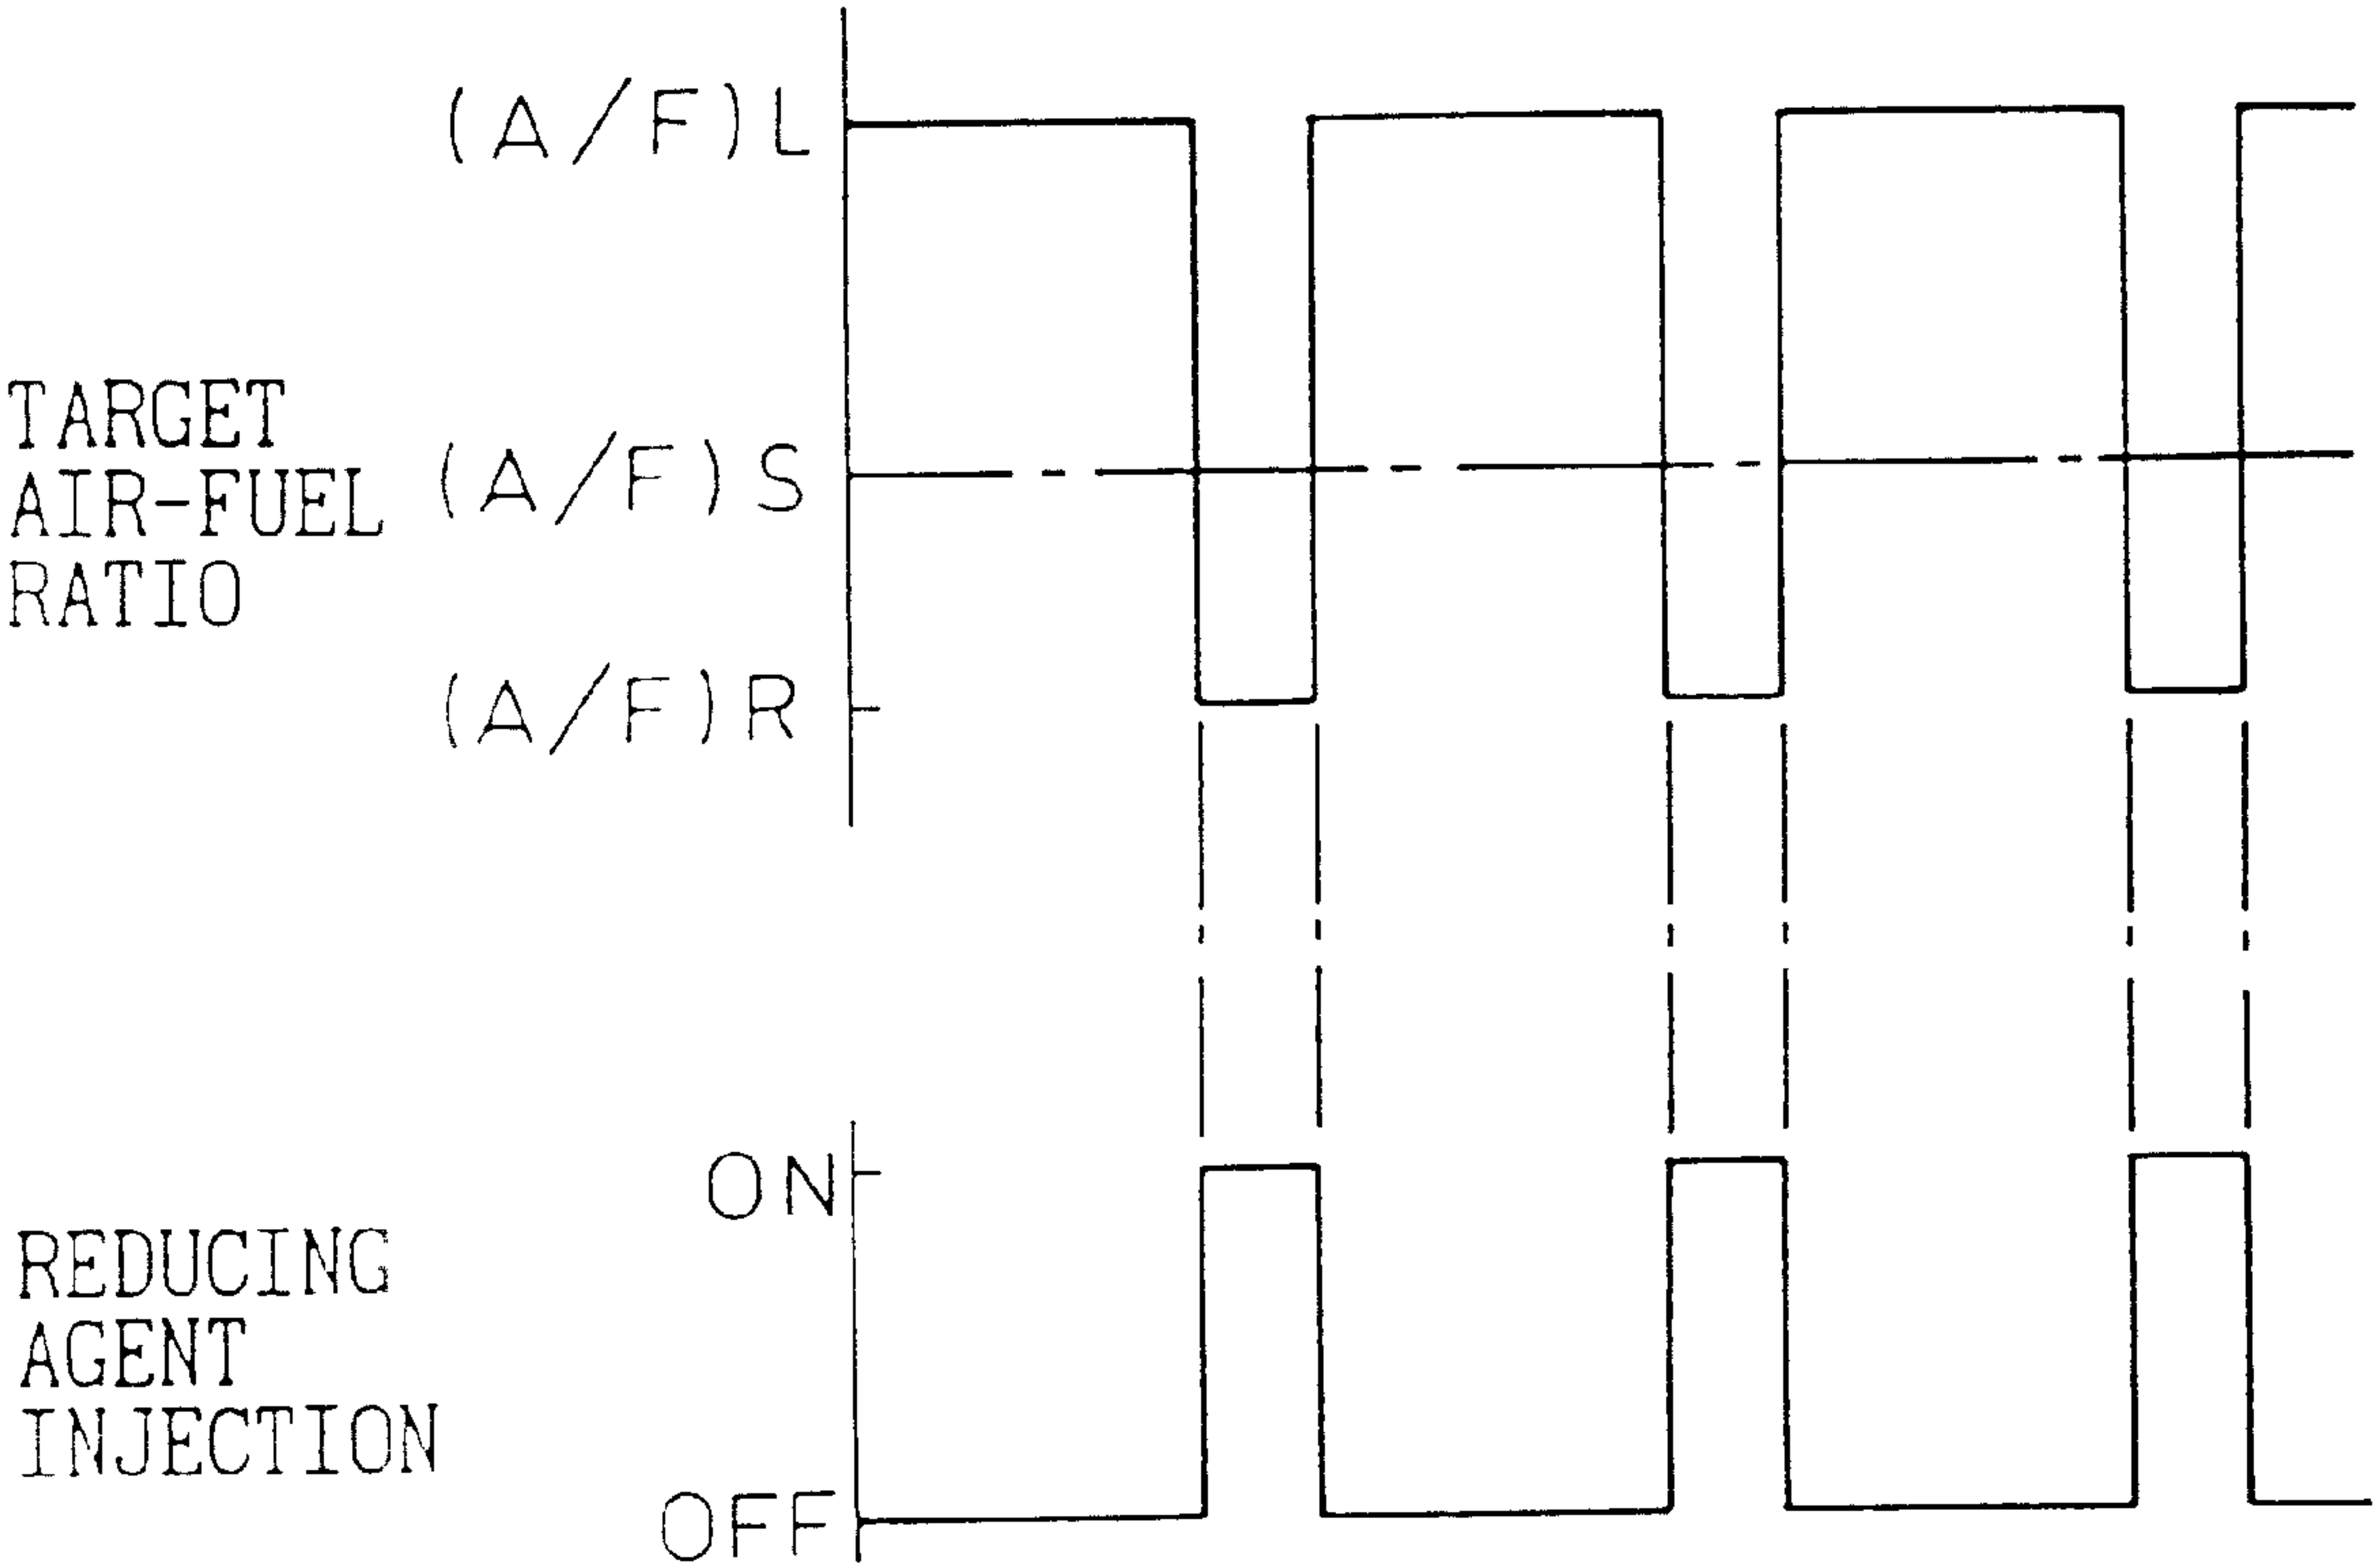 (A/F)L
TARGET
AIR-FUEL
RATIO
(A/F)S
(A/F)R
ON
REDUCING
AGENT
INJECTION
OFF